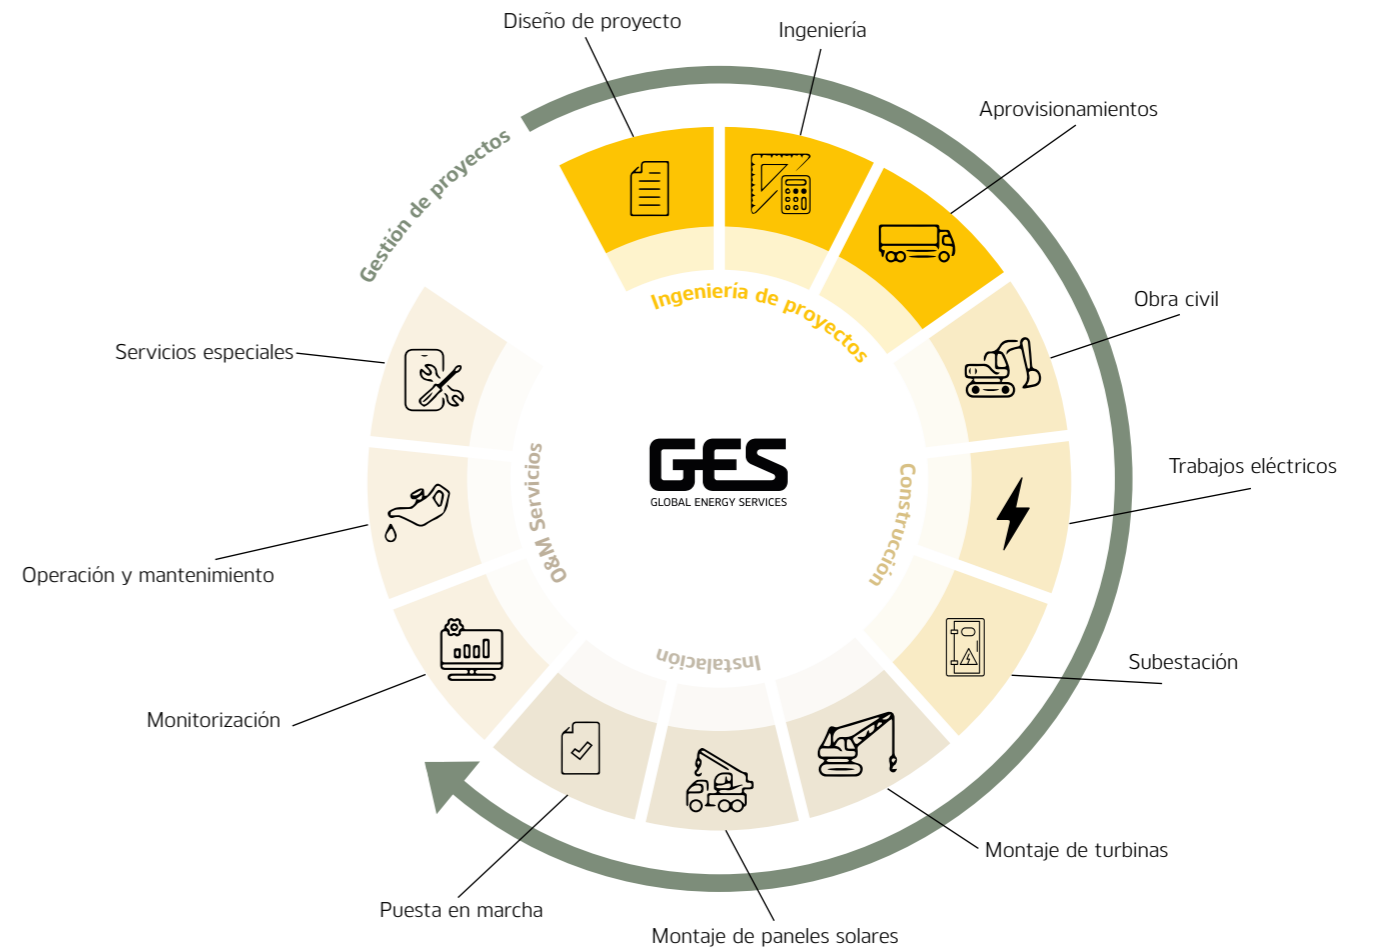 Diseño de proyecto
Ingeniería
Aprovisionamientos
Gestión de proyectos
Ingeniería de proyectos
Obra civil
Servicios especiales
Trabajos eléctricos
GES
GLOBAL ENERGY SERVICES
O&M Servicios
Construcción
Operación y mantenimiento
Instalación
Subestación
Monitorización
Montaje de turbinas
Puesta en marcha
Montaje de paneles solares